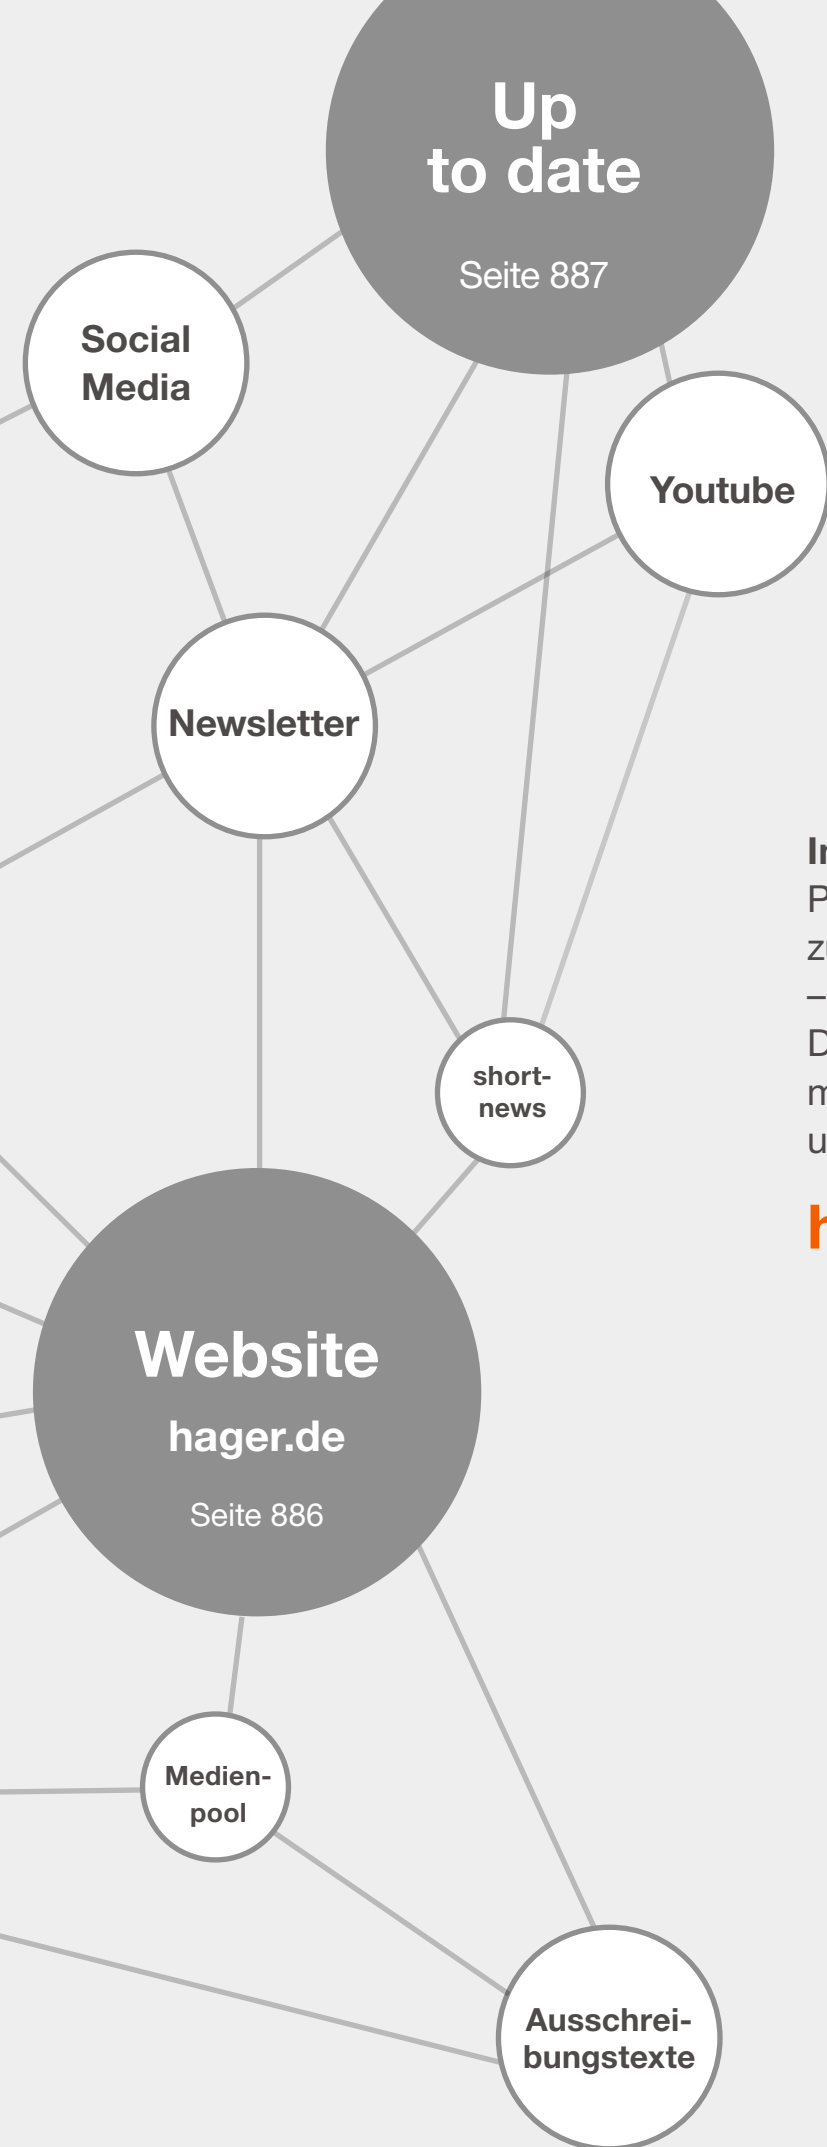 Up
to date
Seite 887
Social
Media
Youtube
Newsletter
short-
news
Website
hager.de
Seite 886
Medien-
pool
Ausschrei-
bungstexte